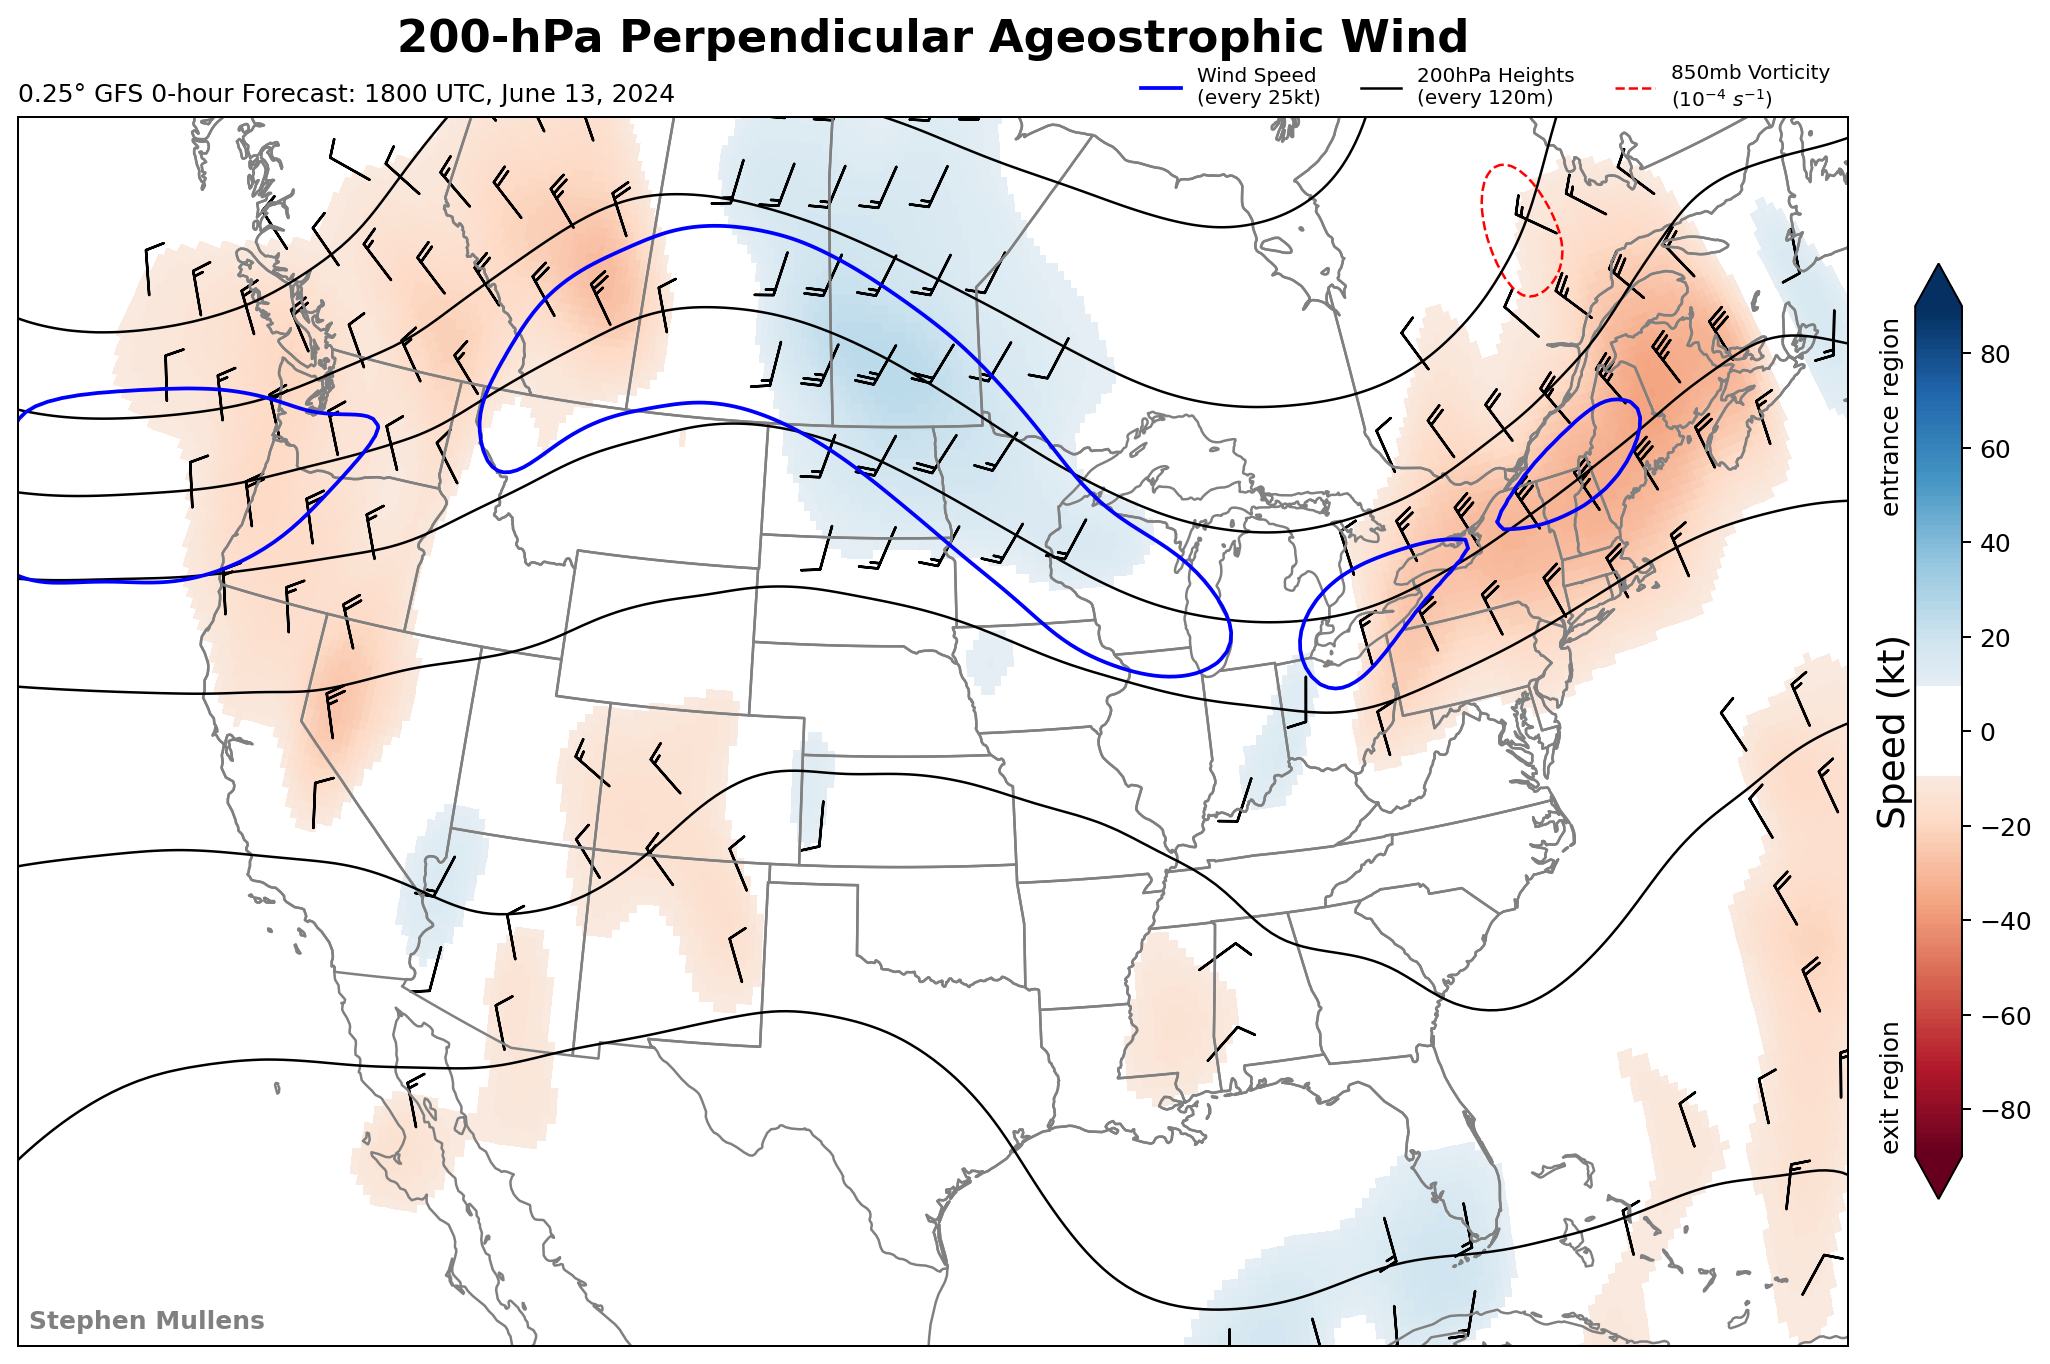 200-hPa Perpendicular Ageostrophic Wind
0.25° GFS 0-hour Forecast: 1800 UTC, June 13, 2024
Wind Speed
(every 25kt)
200hPa Heights
(every 120m)
850mb Vorticity
(10⁻⁴ s⁻¹)
entrance region
Speed (kt)
exit region
80
60
40
20
0
−20
−40
−60
−80
Stephen Mullens